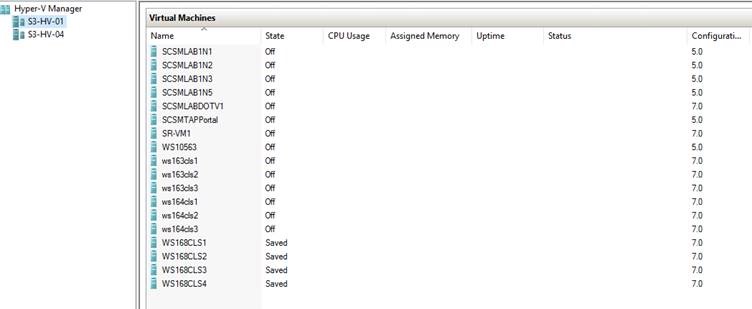 Hyper-V Manager
S3-HV-01
S3-HV-04
Virtual Machines
Name State CPU Usage Assigned Memory Uptime Status Configurati...
SCSMLAB1N1 Off 5.0
SCSMLAB1N2 Off 5.0
SCSMLAB1N3 Off 5.0
SCSMLAB1N5 Off 5.0
SCSMLABDOTV1 Off 7.0
SCSMTAPPortal Off 5.0
SR-VM1 Off 7.0
WS10563 Off 5.0
ws163cls1 Off 7.0
ws163cls2 Off 7.0
ws163cls3 Off 7.0
ws164cls1 Off 7.0
ws164cls2 Off 7.0
ws164cls3 Off 7.0
WS168CLS1 Saved 7.0
WS168CLS2 Saved 7.0
WS168CLS3 Saved 7.0
WS168CLS4 Saved 7.0